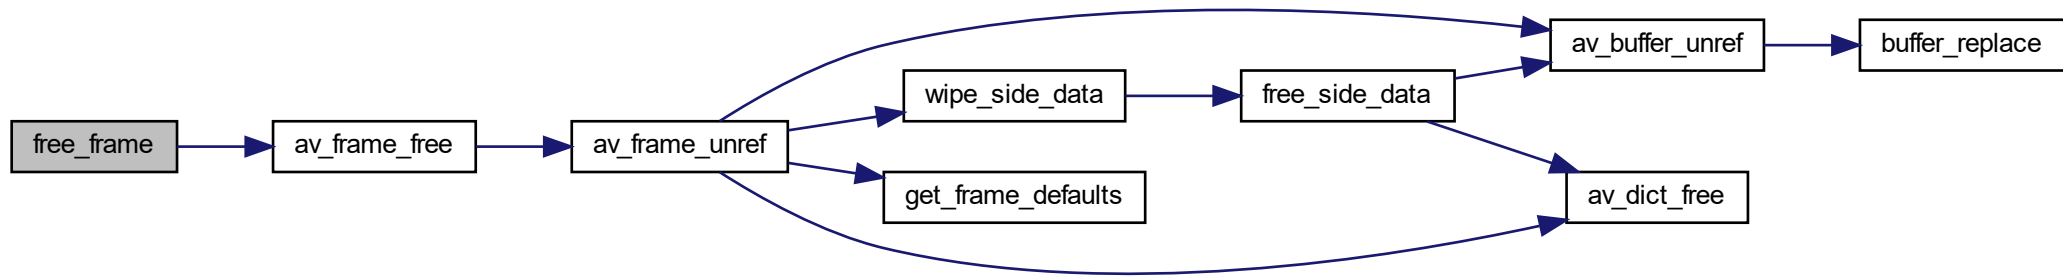 free_frame
av_frame_free
av_frame_unref
wipe_side_data
get_frame_defaults
free_side_data
av_buffer_unref
av_dict_free
buffer_replace